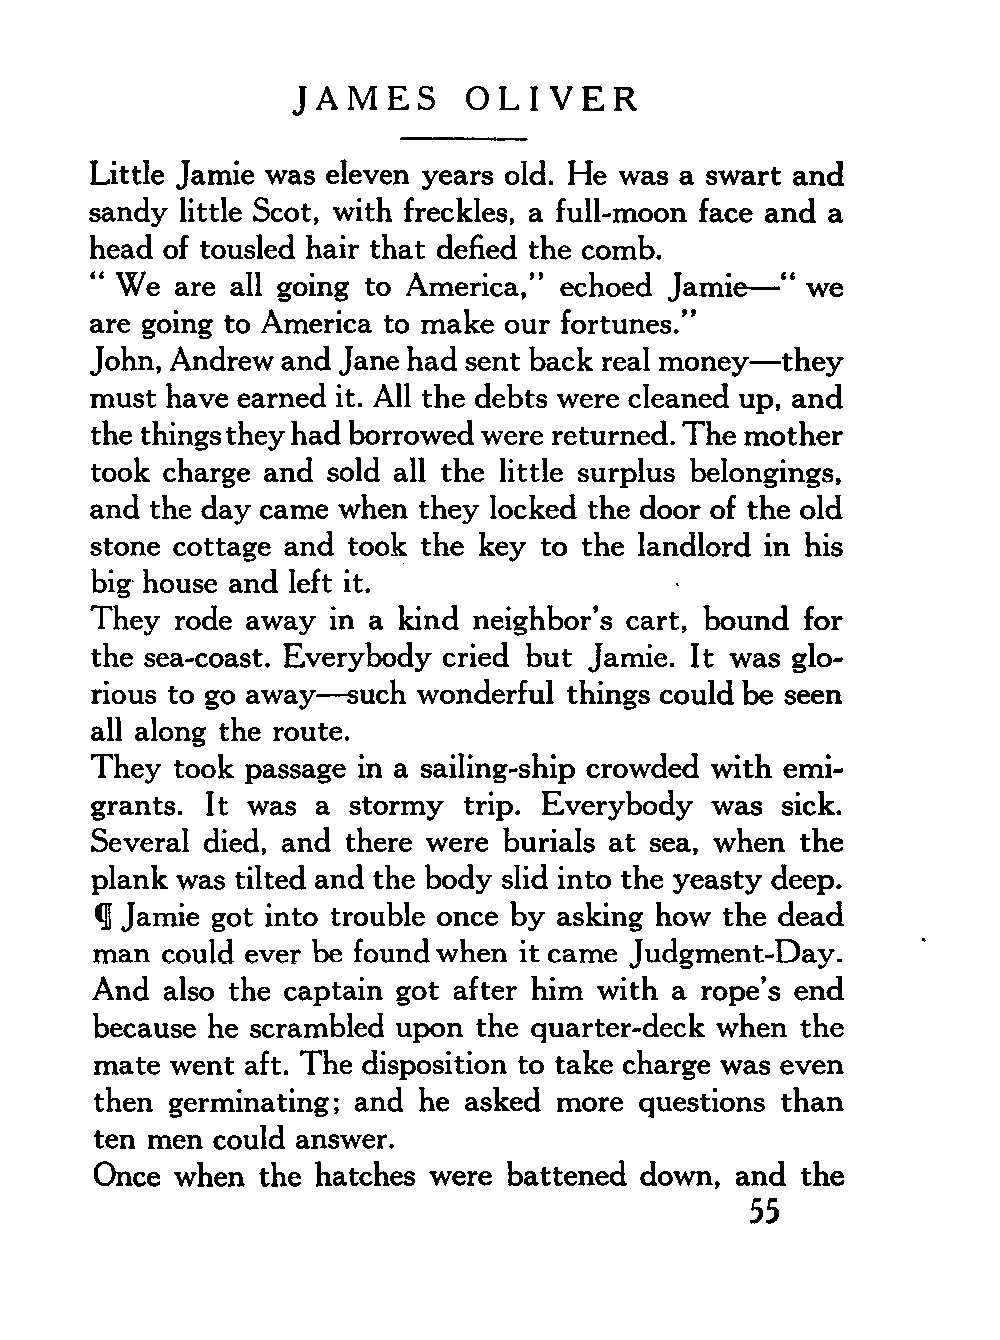 JAMES OLIVER
Little Jamie was eleven years old. He was a swart and
sandy little Scot, with freckles, a full-moon face and a
head of tousled hair that defied the comb.
" We are all going to America," echoed Jamie—" we
are going to America to make our fortunes."
John, Andrew and Jane had sent back real money—they
must have earned it. All the debts were cleaned up, and
the things they had borrowed were returned. The mother
took charge and sold all the little surplus belongings,
and the day came when they locked the door of the old
stone cottage and took the key to the landlord in his
big house and left it.
They rode away in a kind neighbor's cart, bound for
the sea-coast. Everybody cried but Jamie. It was glo-
rious to go away—such wonderful things could be seen
all along the route.
They took passage in a sailing-ship crowded with emi-
grants. It was a stormy trip. Everybody was sick.
Several died, and there were burials at sea, when the
plank was tilted and the body slid into the yeasty deep.
¶ Jamie got into trouble once by asking how the dead
man could ever be found when it came Judgment-Day.
And also the captain got after him with a rope's end
because he scrambled upon the quarter-deck when the
mate went aft. The disposition to take charge was even
then germinating; and he asked more questions than
ten men could answer.
Once when the hatches were battened down, and the
55